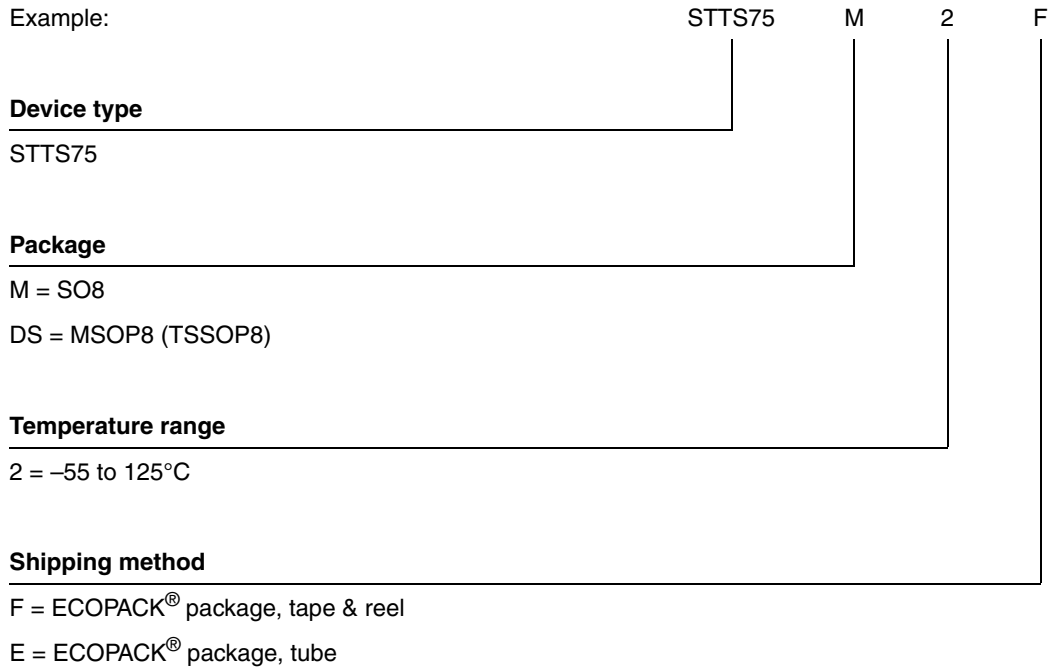 Example: STTS75 M 2 F
Device type
STTS75
Package
M = SO8
DS = MSOP8 (TSSOP8)
Temperature range
2 = –55 to 125°C
Shipping method
F = ECOPACK® package, tape & reel
E = ECOPACK® package, tube